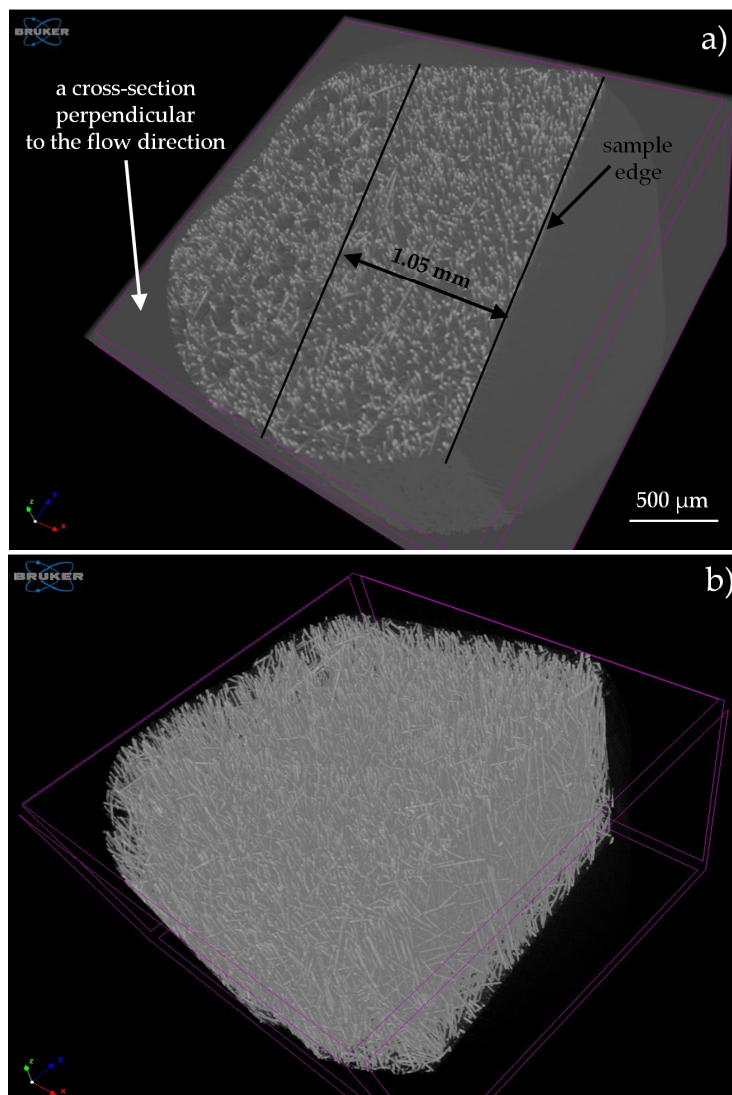 BRUKER
a)
a cross-section
perpendicular
to the flow direction
sample
edge
1.05 mm
z
y
x
500 µm
BRUKER
b)
z
y
x